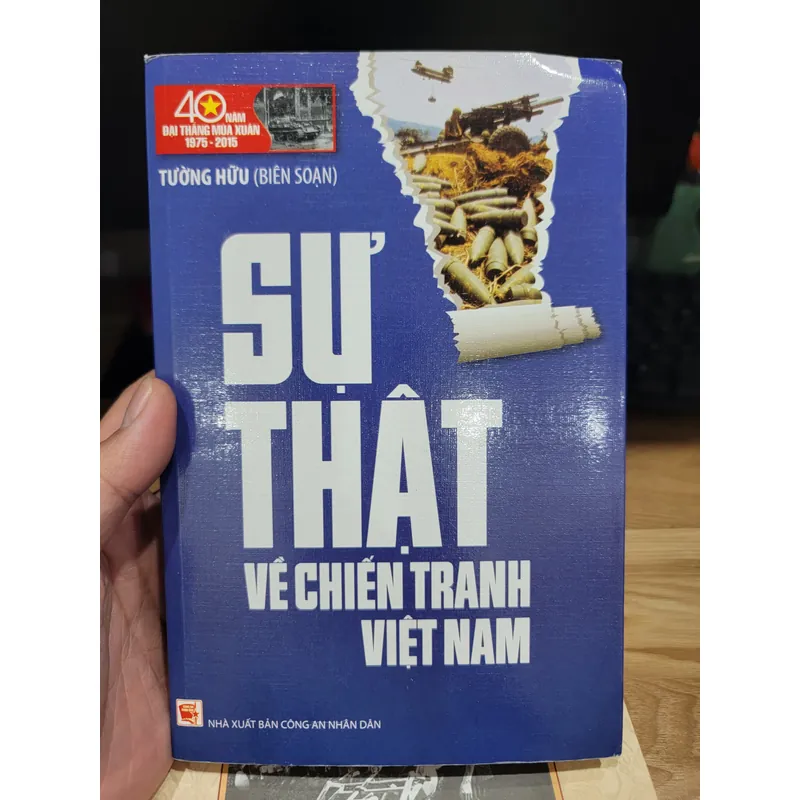 40 NĂM
ĐẠI THẮNG MÙA XUÂN
1975 - 2015
TƯỜNG HỮU (BIÊN SOẠN)
SỰ
THẬT
VỀ CHIẾN TRANH
VIỆT NAM
NHÀ XUẤT BẢN CÔNG AN NHÂN DÂN